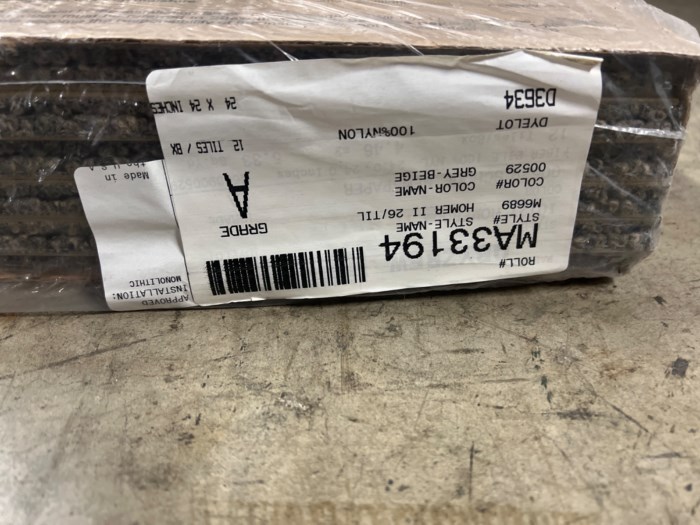 ROLL#
MA33194
STYLE# STYLE-NAME
M6689 HOMER II 26/TIL
COLOR# COLOR-NAME
00529 GREY-BEIGE
GRADE
A
DYELOT 100%NYLON 12 TILES / BX
D3634 24 X 24 INCHES
APPROVED
INSTALLATION:
MONOLITHIC
Made in
the U.S.A